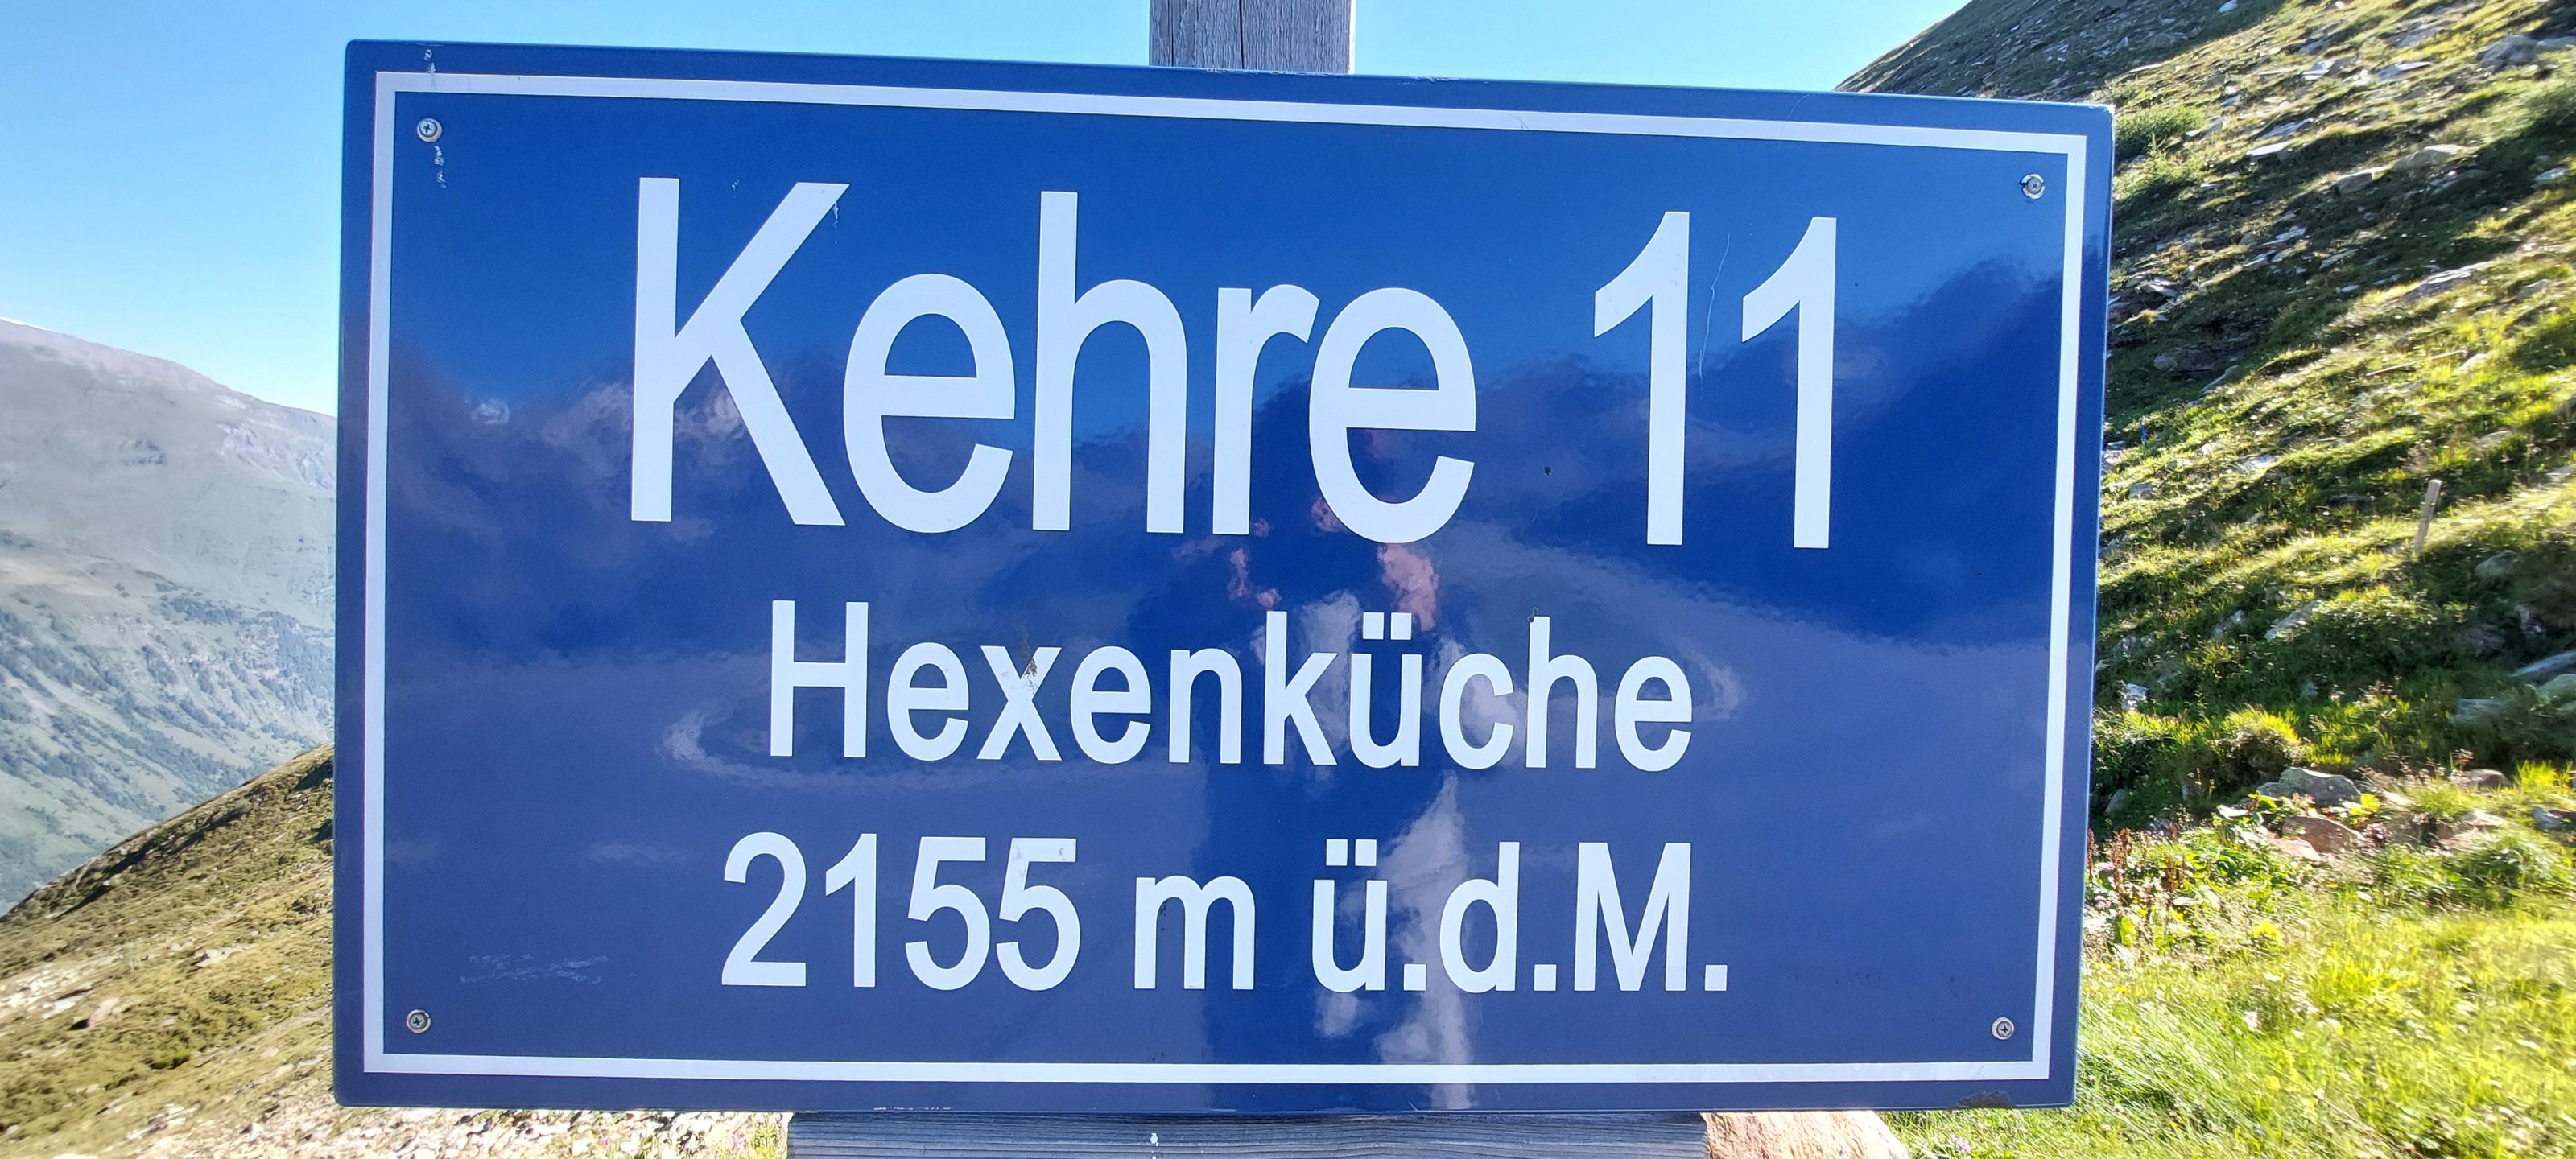 Kehre 11
Hexenküche
2155 m ü.d.M.